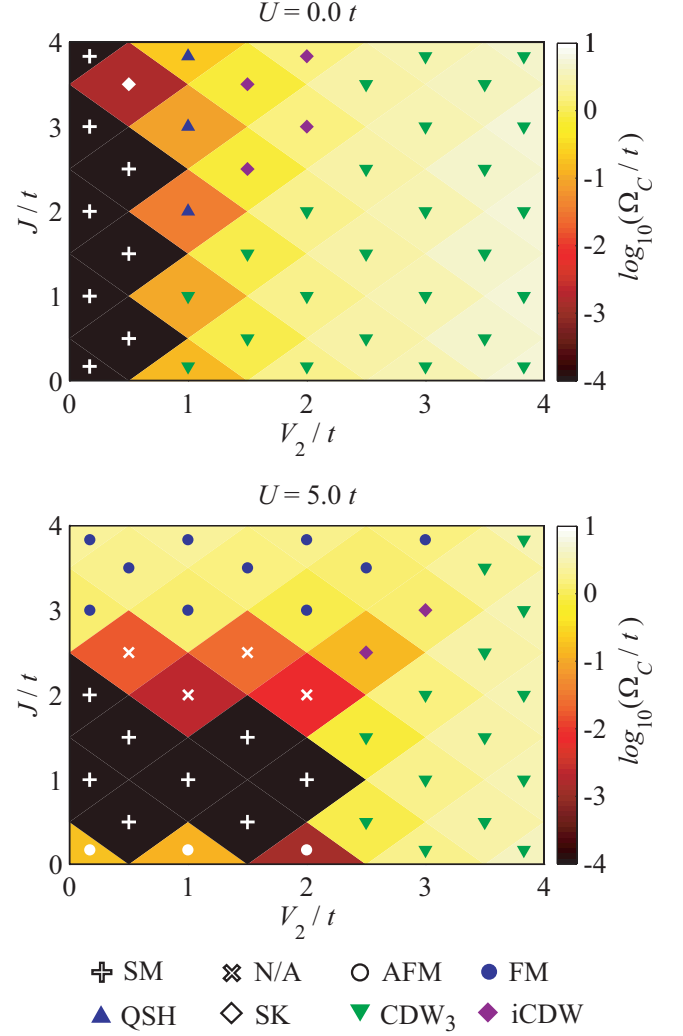 U = 0.0 t
4
3
2
1
0
J / t
0 1 2 3 4
V₂ / t
1
0
-1
-2
-3
-4
log₁₀(Ω_C / t)
U = 5.0 t
4
3
2
1
0
J / t
0 1 2 3 4
V₂ / t
1
0
-1
-2
-3
-4
log₁₀(Ω_C / t)
SM N/A AFM FM
QSH SK CDW₃ iCDW